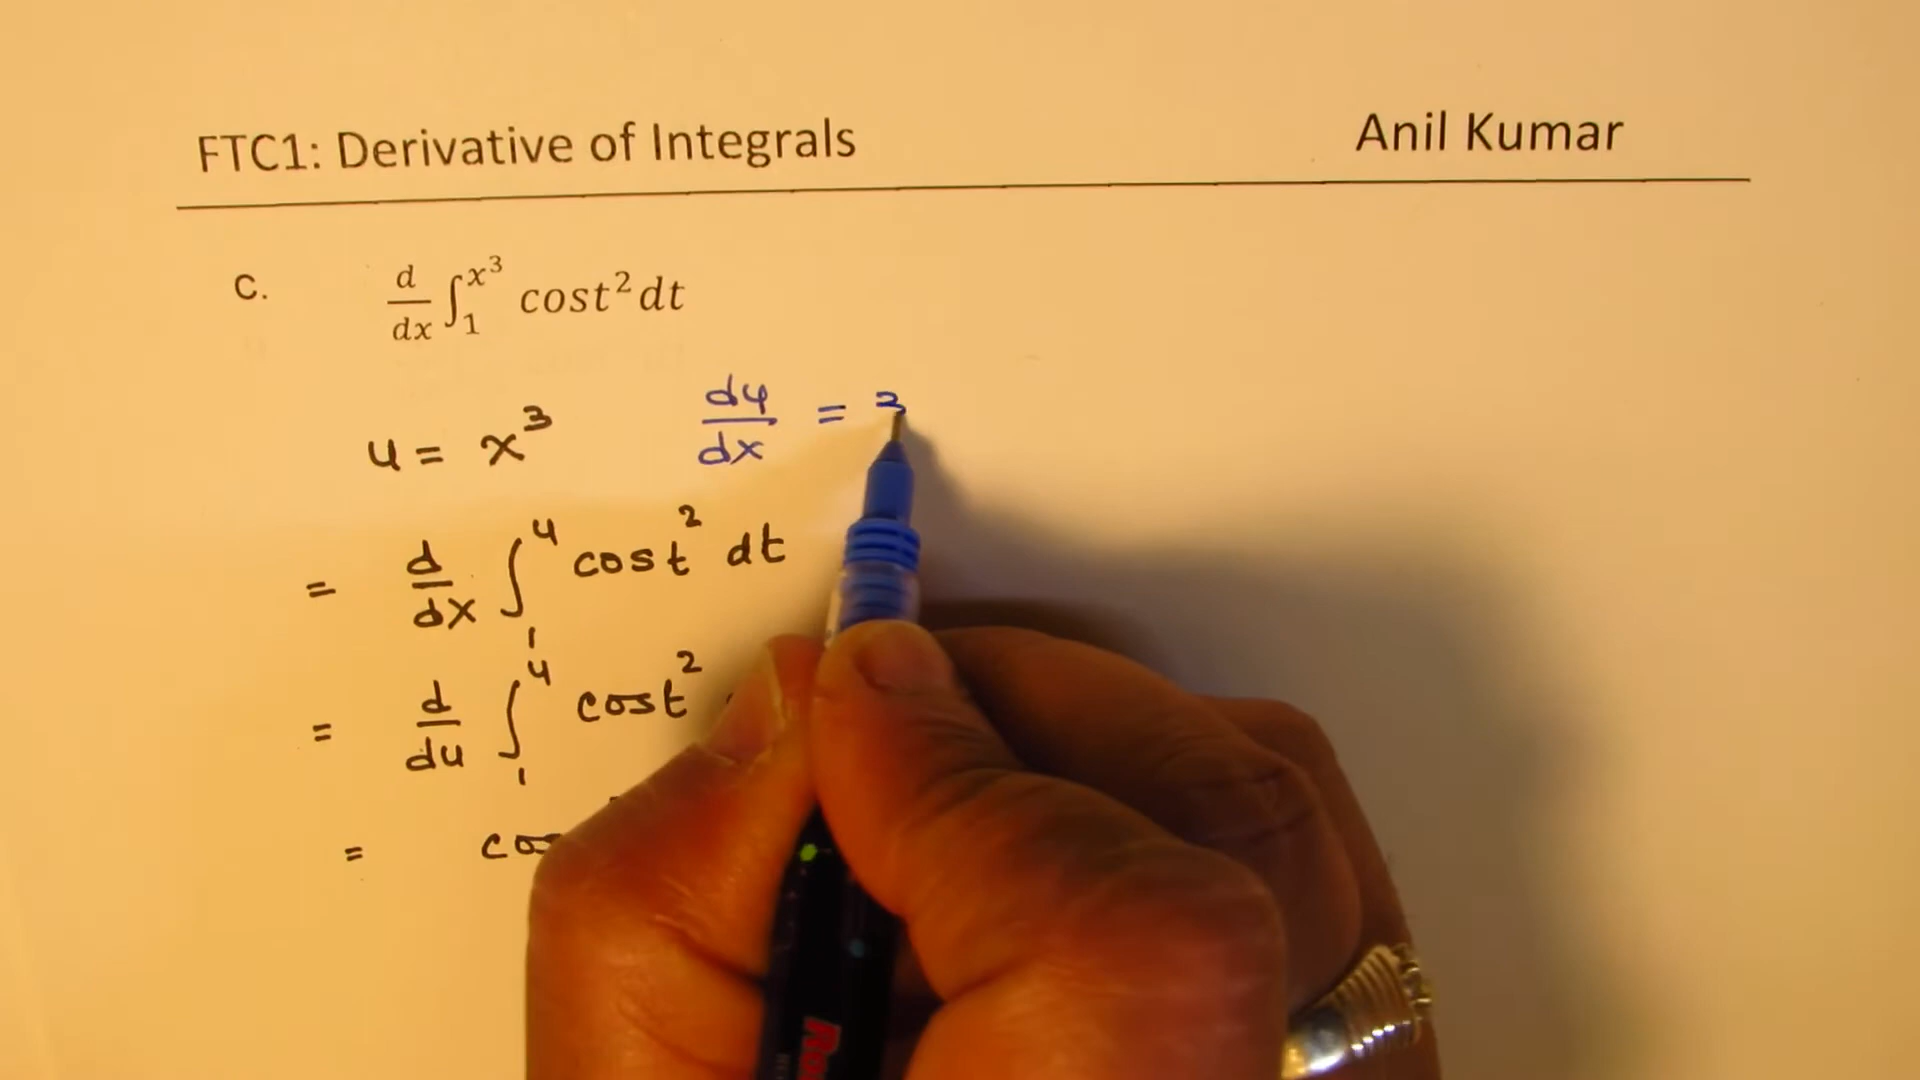 FTC1: Derivative of Integrals Anil Kumar
C. d/dx ∫₁^x³ cost² dt
u = x³ du/dx = 3
= d/dx ∫₁^u cost² dt
= d/du ∫₁^u cost²
= cos